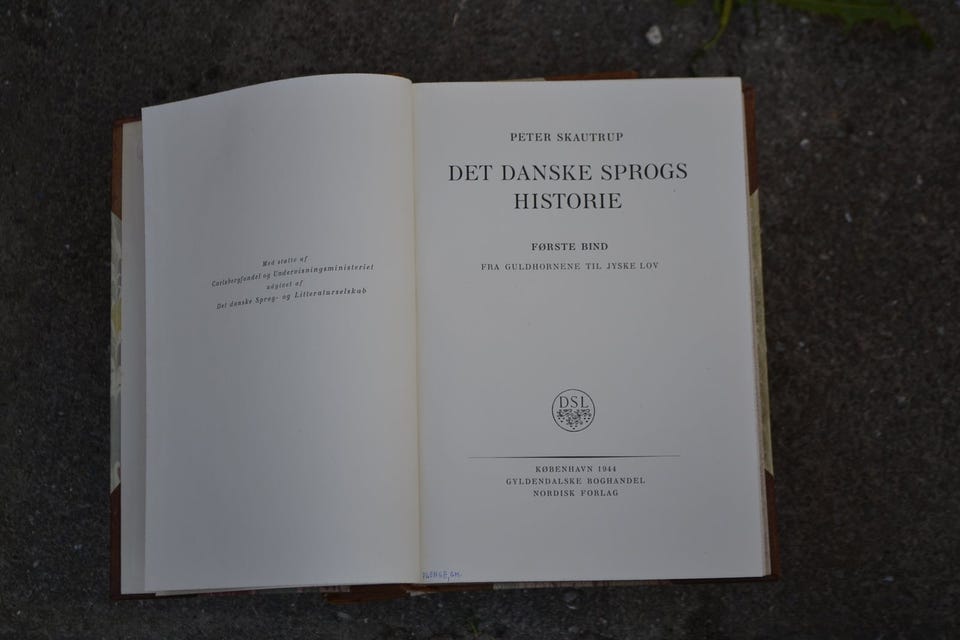 Med støtte af
Carlsbergfondet og Undervisningsministeriet
udgivet af
Det danske Sprog- og Litteraturselskab
PETER SKAUTRUP
DET DANSKE SPROGS
HISTORIE
FØRSTE BIND
FRA GULDHORNENE TIL JYSKE LOV
DSL
KØBENHAVN 1944
GYLDENDALSKE BOGHANDEL
NORDISK FORLAG